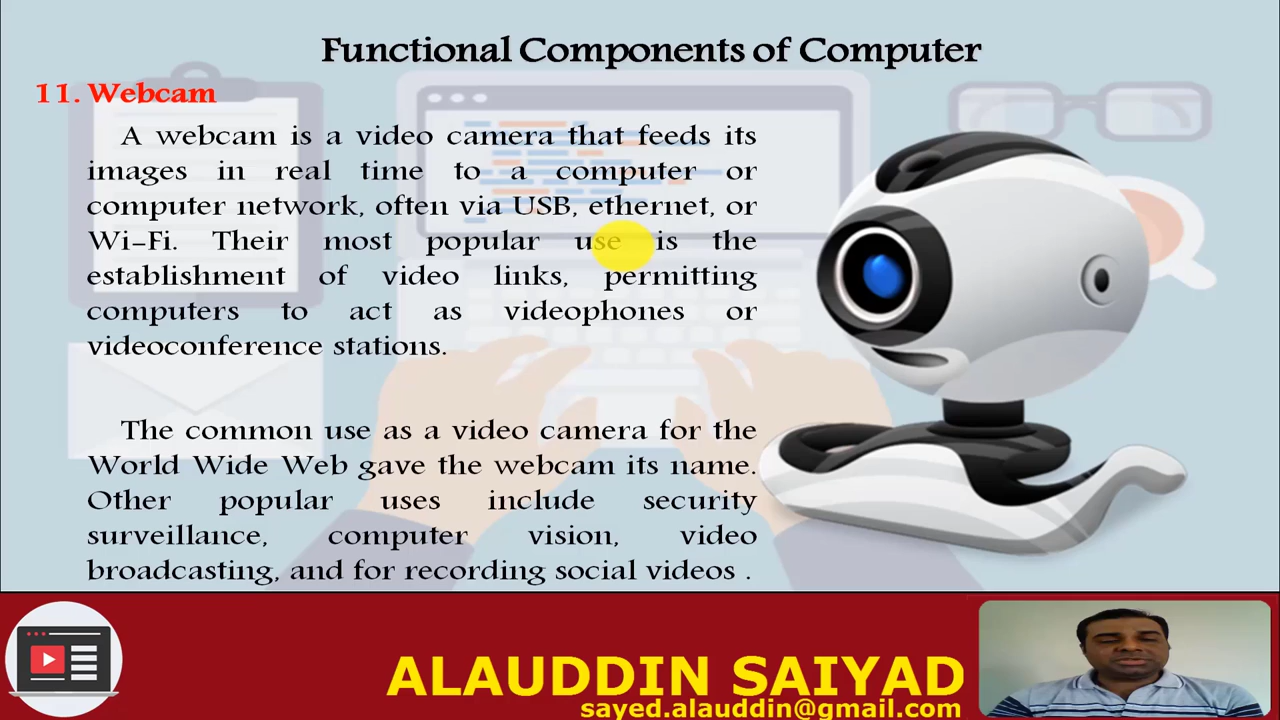 Functional Components of Computer
11. Webcam
A webcam is a video camera that feeds its
images in real time to a computer or
computer network, often via USB, ethernet, or
Wi-Fi. Their most popular use is the
establishment of video links, permitting
computers to act as videophones or
videoconference stations.
The common use as a video camera for the
World Wide Web gave the webcam its name.
Other popular uses include security
surveillance, computer vision, video
broadcasting, and for recording social videos .
ALAUDDIN SAIYAD
sayed.alauddin@gmail.com